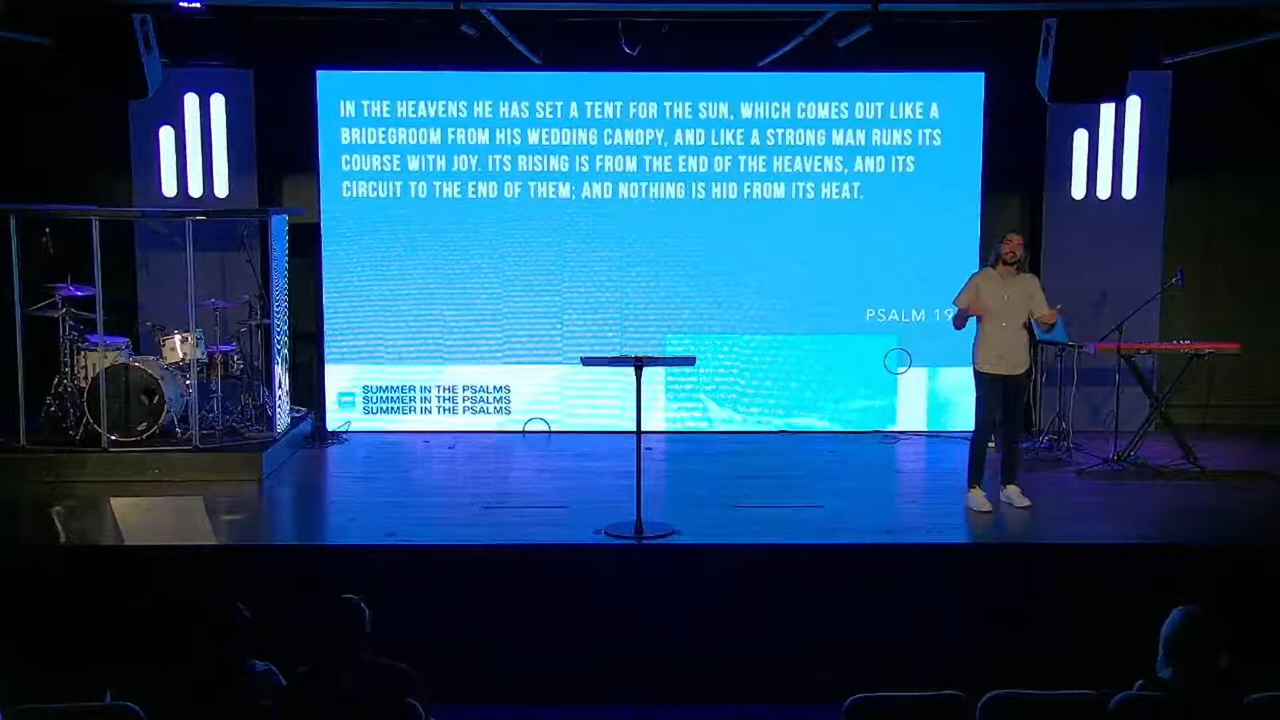 IN THE HEAVENS HE HAS SET A TENT FOR THE SUN, WHICH COMES OUT LIKE A
BRIDEGROOM FROM HIS WEDDING CANOPY, AND LIKE A STRONG MAN RUNS ITS
COURSE WITH JOY. ITS RISING IS FROM THE END OF THE HEAVENS, AND ITS
CIRCUIT TO THE END OF THEM; AND NOTHING IS HID FROM ITS HEAT.
PSALM 19
SUMMER IN THE PSALMS
SUMMER IN THE PSALMS
SUMMER IN THE PSALMS